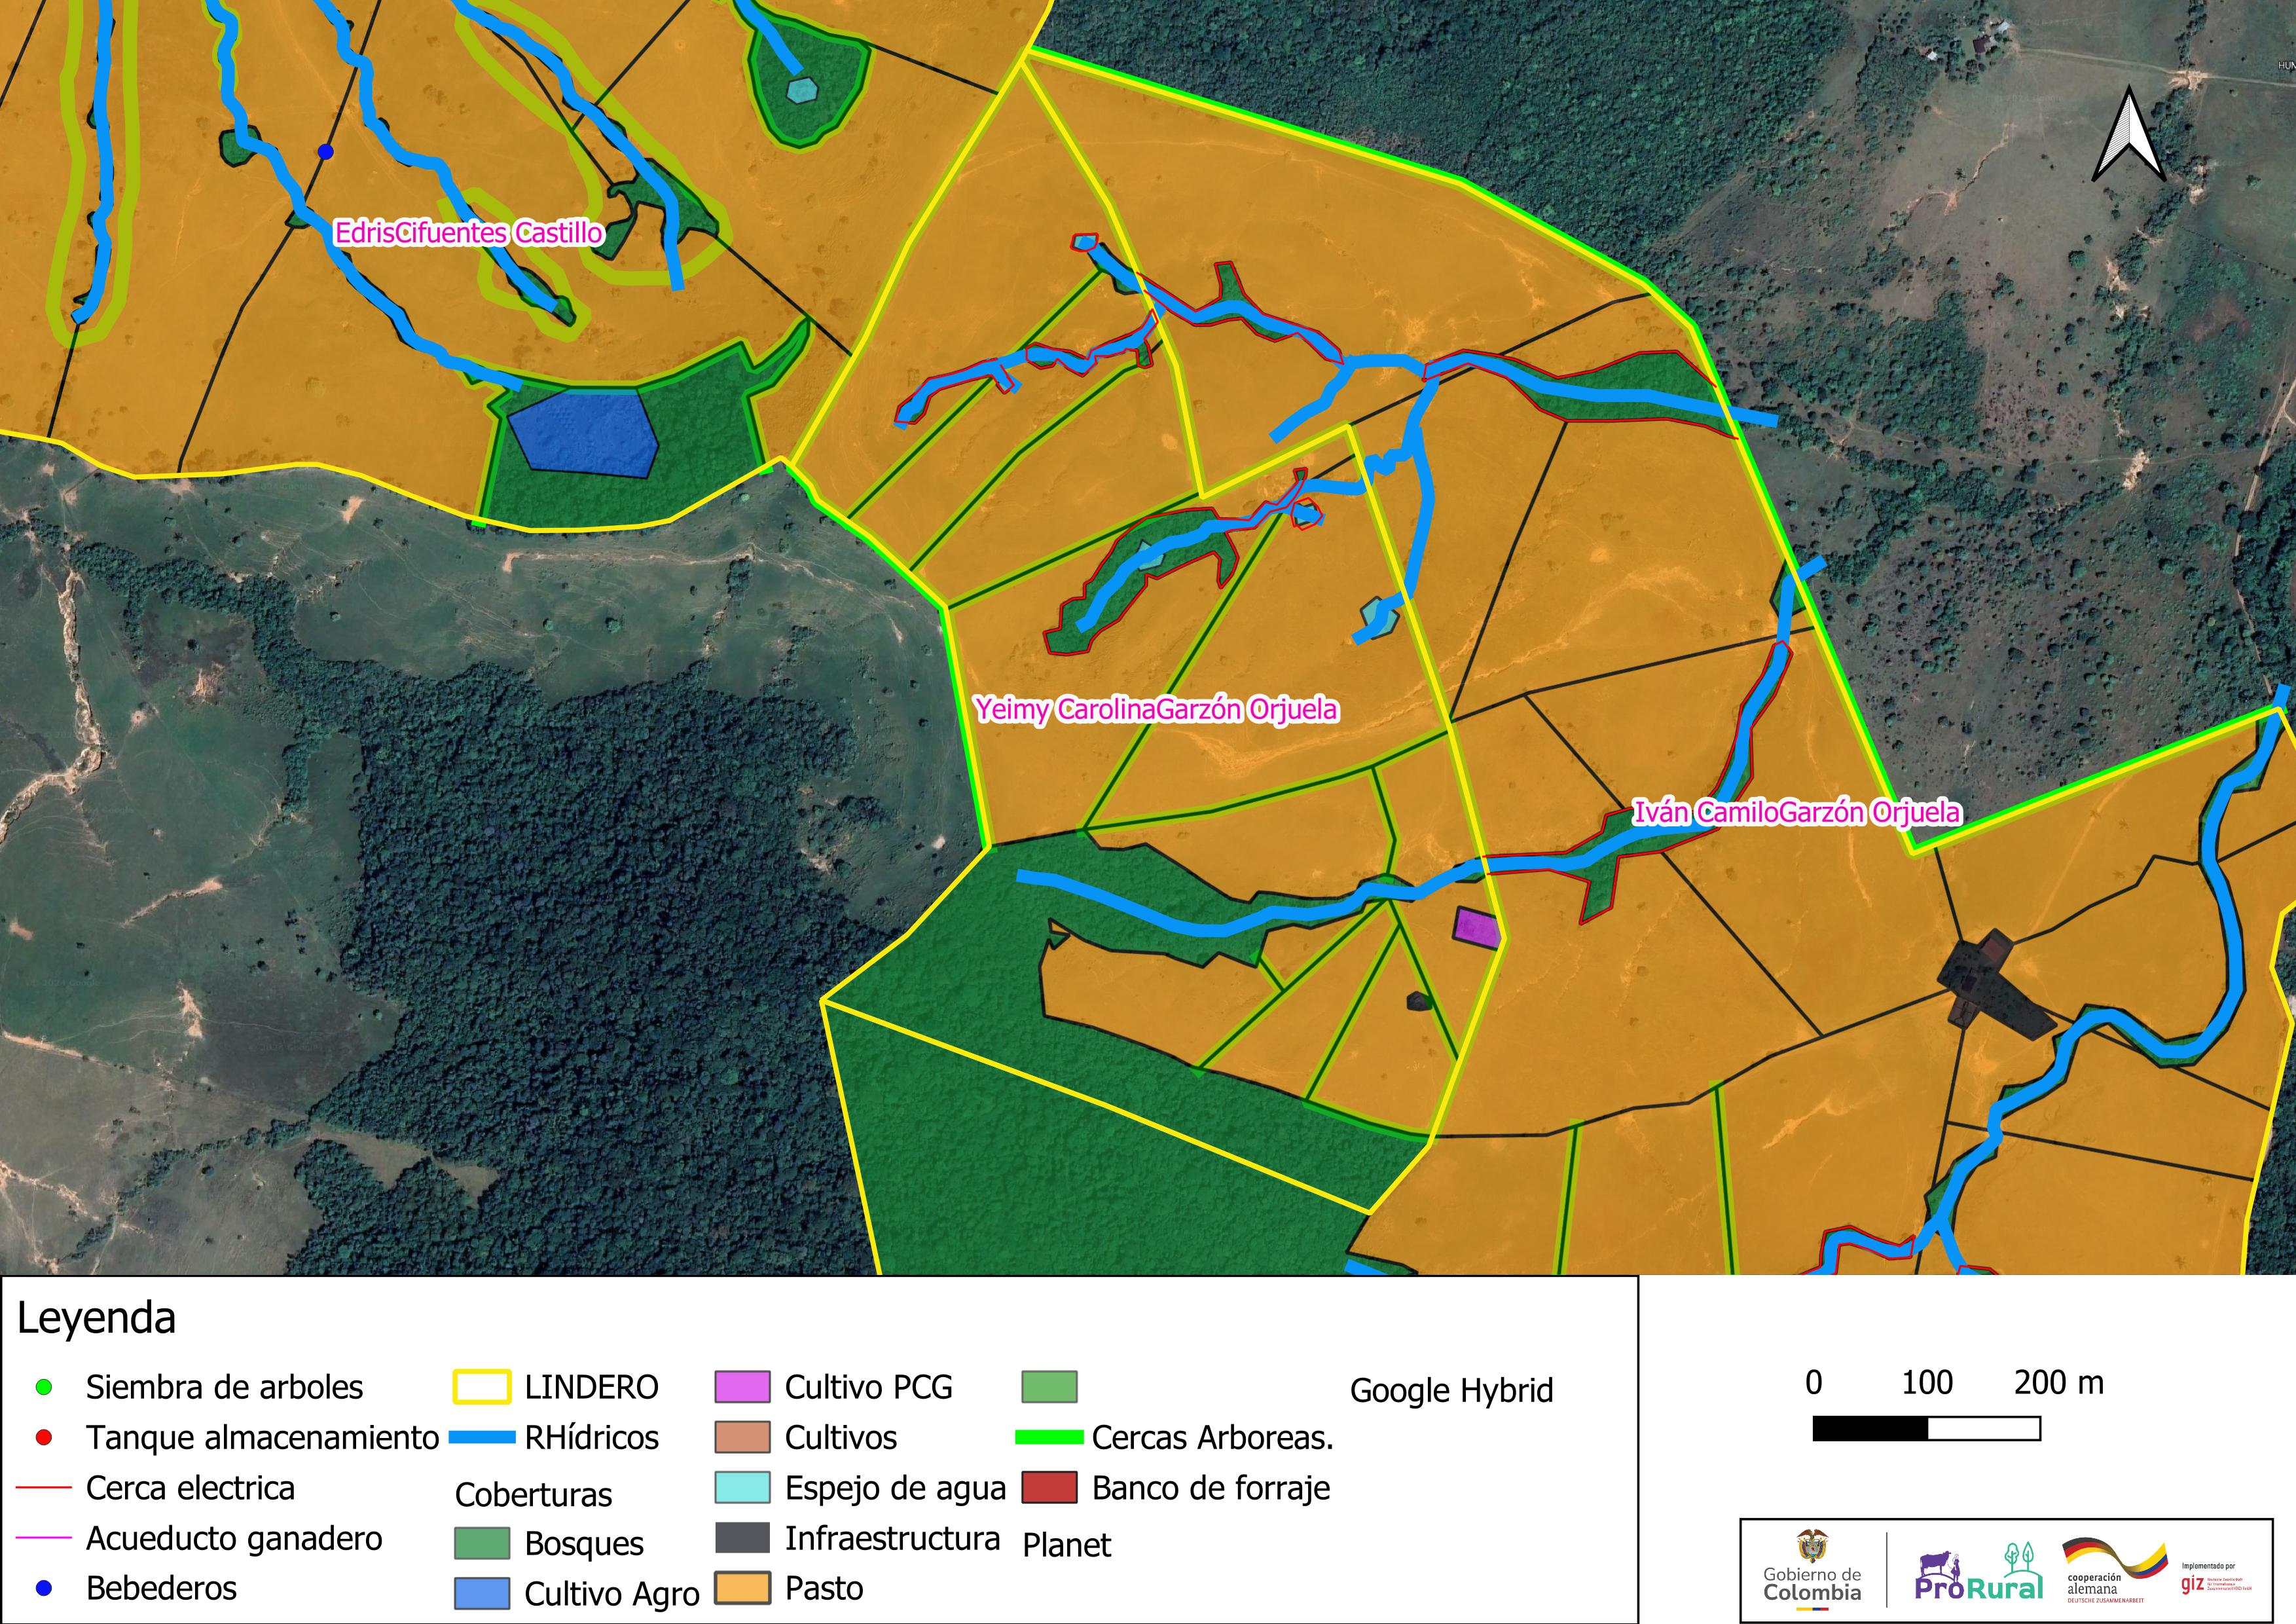 HUN
EdrisCifuentes Castillo
Yeimy CarolinaGarzón Orjuela
Iván CamiloGarzón Orjuela
Leyenda
Siembra de arboles
Tanque almacenamiento
Cerca electrica
Acueducto ganadero
Bebederos
LINDERO
RHídricos
Coberturas
Bosques
Cultivo Agro
Cultivo PCG
Cultivos
Espejo de agua
Infraestructura
Pasto
Cercas Arboreas.
Banco de forraje
Planet
Google Hybrid
0 100 200 m
Gobierno de
Colombia
ProRural
cooperación
alemana
DEUTSCHE ZUSAMMENARBEIT
Implementado por
giz